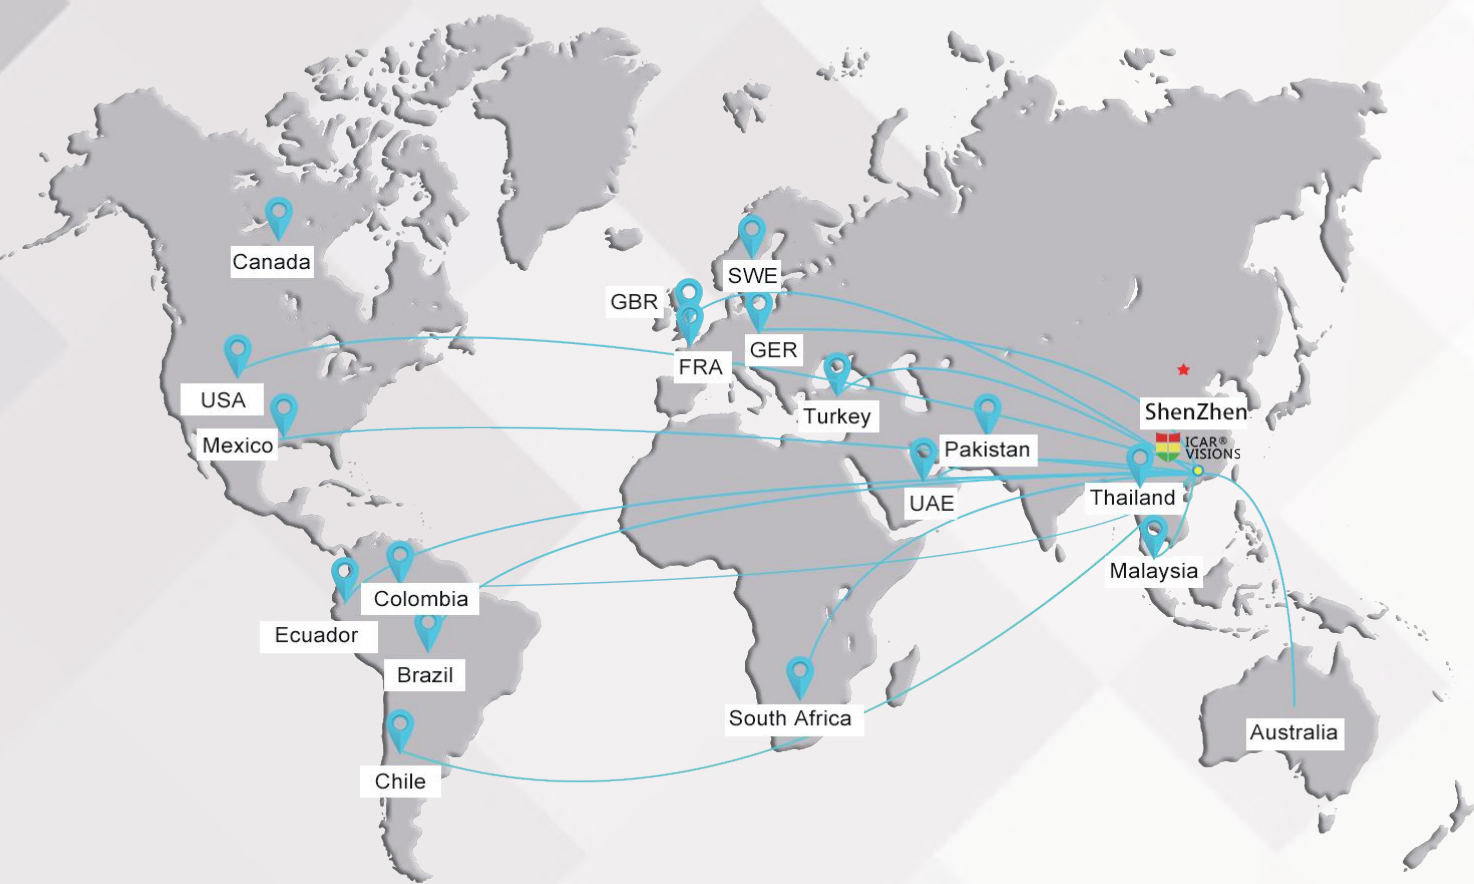 Canada
SWE
GBR
GER
FRA
USA
Turkey
ShenZhen
Mexico
Pakistan
ICAR®
VISIONS
Thailand
UAE
Malaysia
Colombia
Ecuador
Brazil
South Africa
Australia
Chile